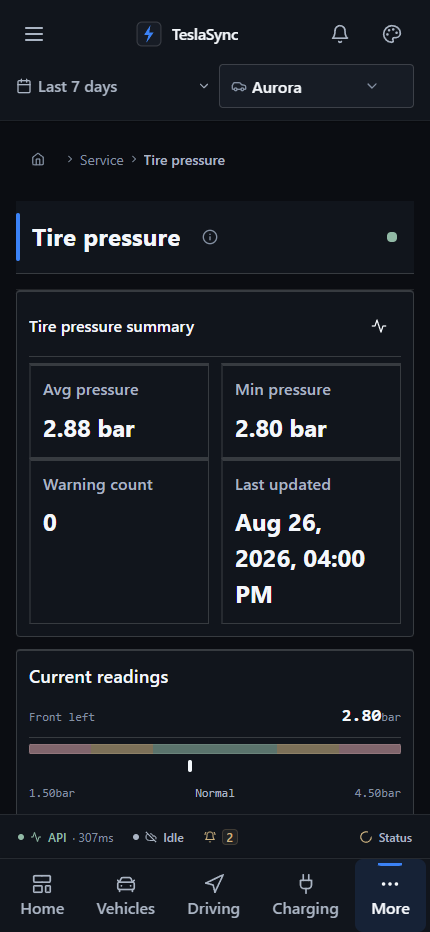 TeslaSync
Last 7 days
Aurora
Service
Tire pressure
Tire pressure
Tire pressure summary
Avg pressure
2.88 bar
Min pressure
2.80 bar
Warning count
0
Last updated
Aug 26,
2026, 04:00
PM
Current readings
Front left
2.80bar
1.50bar
Normal
4.50bar
API · 307ms
Idle
2
Status
Home
Vehicles
Driving
Charging
More